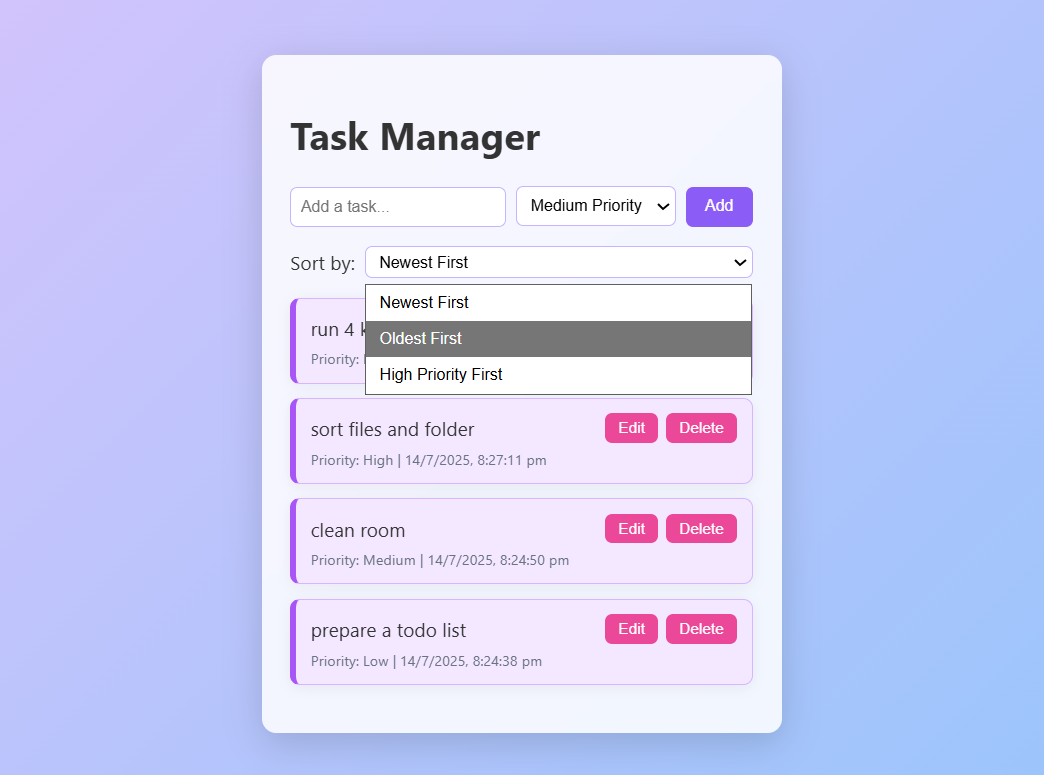 Task Manager
Add a task...
Medium Priority
Add
Sort by:
Newest First
Newest First
Oldest First
High Priority First
run 4
Priority:
sort files and folder
Edit
Delete
Priority: High | 14/7/2025, 8:27:11 pm
clean room
Edit
Delete
Priority: Medium | 14/7/2025, 8:24:50 pm
prepare a todo list
Edit
Delete
Priority: Low | 14/7/2025, 8:24:38 pm